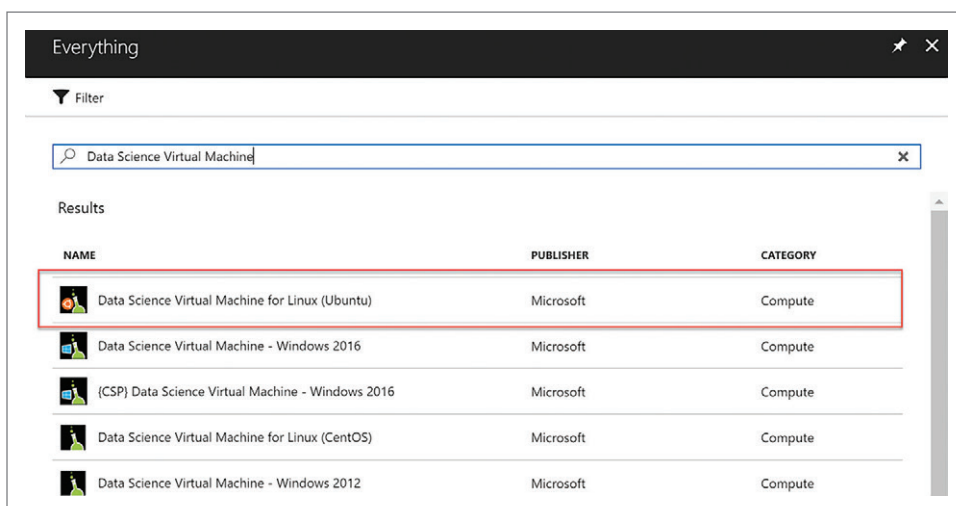 Everything
Filter
Data Science Virtual Machine
Results
NAME PUBLISHER CATEGORY
Data Science Virtual Machine for Linux (Ubuntu) Microsoft Compute
Data Science Virtual Machine - Windows 2016 Microsoft Compute
{CSP} Data Science Virtual Machine - Windows 2016 Microsoft Compute
Data Science Virtual Machine for Linux (CentOS) Microsoft Compute
Data Science Virtual Machine - Windows 2012 Microsoft Compute